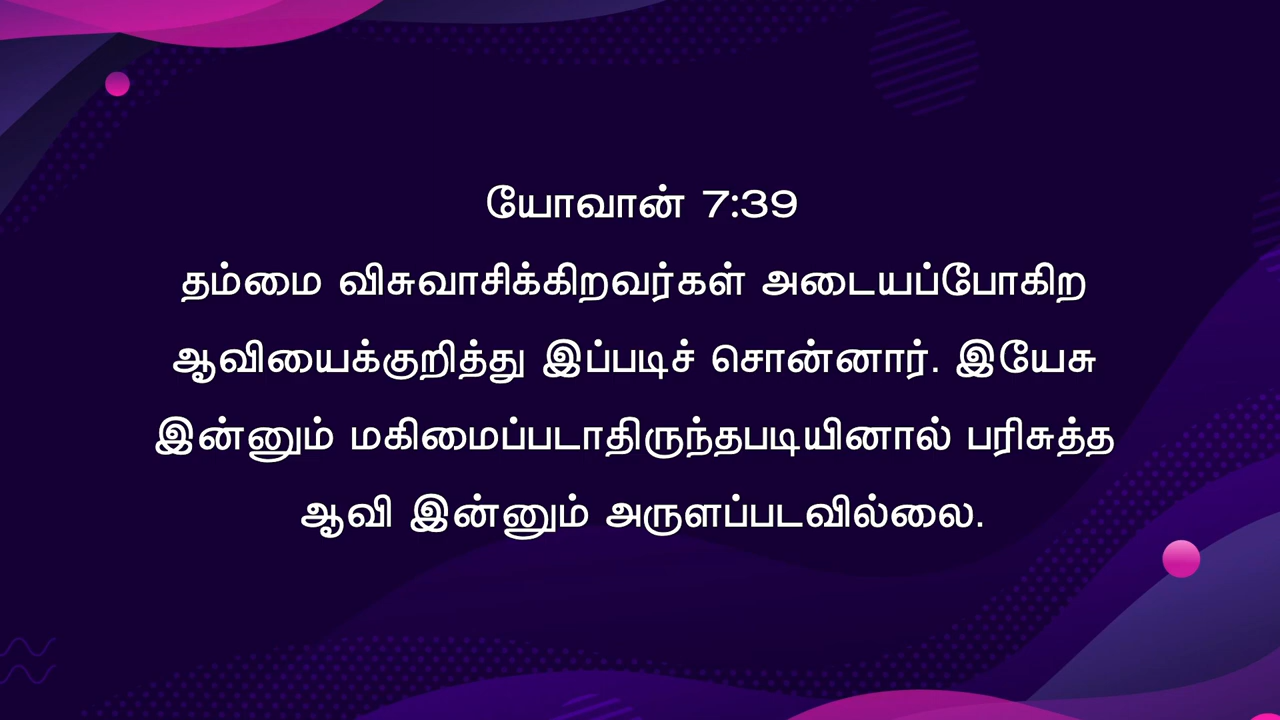 யோவான் 7:39
தம்மை விசுவாசிக்கிறவர்கள் அடையப்போகிற
ஆவியைக்குறித்து இப்படிச் சொன்னார். இயேசு
இன்னும் மகிமைப்படாதிருந்தபடியினால் பரிசுத்த
ஆவி இன்னும் அருளப்படவில்லை.